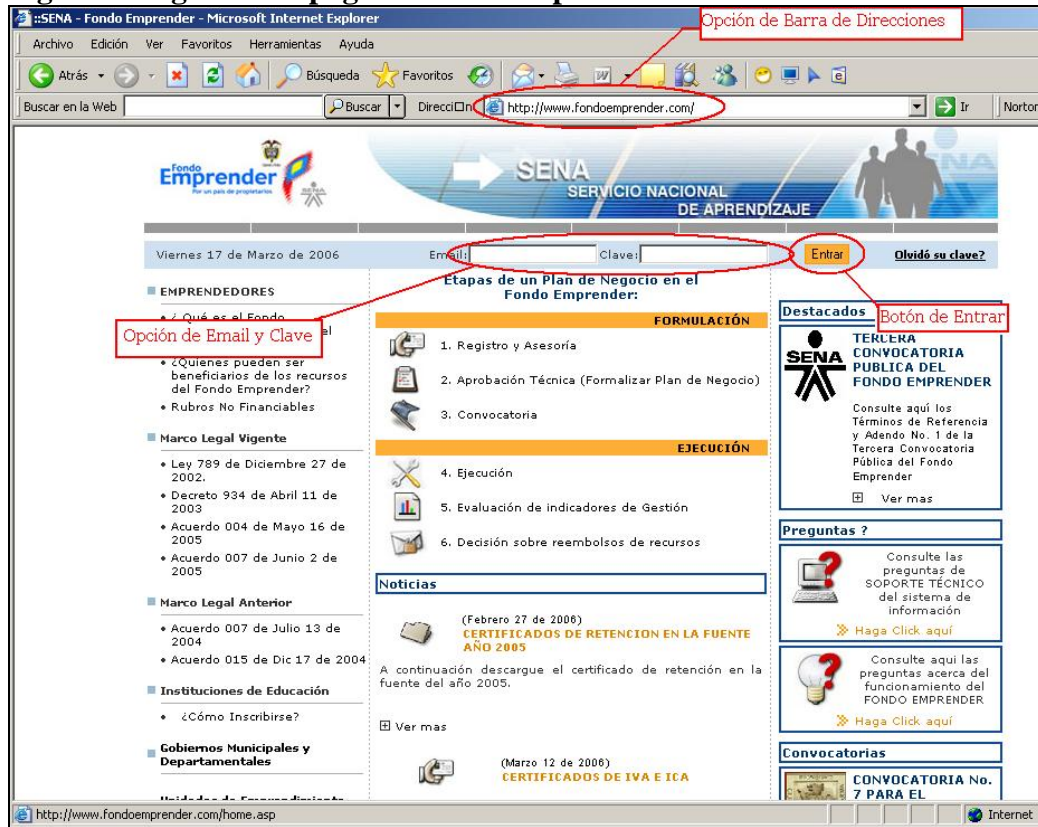 ::SENA - Fondo Emprender - Microsoft Internet Explorer
Opción de Barra de Direcciones
Archivo Edición Ver Favoritos Herramientas Ayuda
Atrás Búsqueda Favoritos
Buscar en la Web Buscar Direcci□n http://www.fondoemprender.com/ Ir Norton
Fondo
Emprender
Por un país de propietarios
SENA
SENA
SERVICIO NACIONAL
DE APRENDIZAJE
Viernes 17 de Marzo de 2006 Email: Clave: Entrar Olvidó su clave?
Opción de Email y Clave
Botón de Entrar
EMPRENDEDORES
• ¿ Qué es el Fondo
el
• ¿Quienes pueden ser
beneficiarios de los recursos
del Fondo Emprender?
• Rubros No Financiables
Marco Legal Vigente
• Ley 789 de Diciembre 27 de
2002.
• Decreto 934 de Abril 11 de
2003
• Acuerdo 004 de Mayo 16 de
2005
• Acuerdo 007 de Junio 2 de
2005
Marco Legal Anterior
• Acuerdo 007 de Julio 13 de
2004
• Acuerdo 015 de Dic 17 de 2004
Instituciones de Educación
• ¿Cómo Inscribirse?
Gobiernos Municipales y
Departamentales
Etapas de un Plan de Negocio en el
Fondo Emprender:
FORMULACIÓN
1. Registro y Asesoría
2. Aprobación Técnica (Formalizar Plan de Negocio)
3. Convocatoria
EJECUCIÓN
4. Ejecución
5. Evaluación de indicadores de Gestión
6. Decisión sobre reembolsos de recursos
Noticias
(Febrero 27 de 2006)
CERTIFICADOS DE RETENCION EN LA FUENTE
AÑO 2005
A continuación descargue el certificado de retención en la
fuente del año 2005.
Ver mas
(Marzo 12 de 2006)
CERTIFICADOS DE IVA E ICA
Destacados
SENA
TERCERA
CONVOCATORIA
PUBLICA DEL
FONDO EMPRENDER
Consulte aquí los
Términos de Referencia
y Adendo No. 1 de la
Tercera Convocatoria
Pública del Fondo
Emprender
Ver mas
Preguntas ?
Consulte las
preguntas de
SOPORTE TÉCNICO
del sistema de
información
Haga Click aquí
Consulte aqui las
preguntas acerca del
funcionamiento del
FONDO EMPRENDER
Haga Click aquí
Convocatorias
CONVOCATORIA No.
7 PARA EL
http://www.fondoemprender.com/home.asp Internet